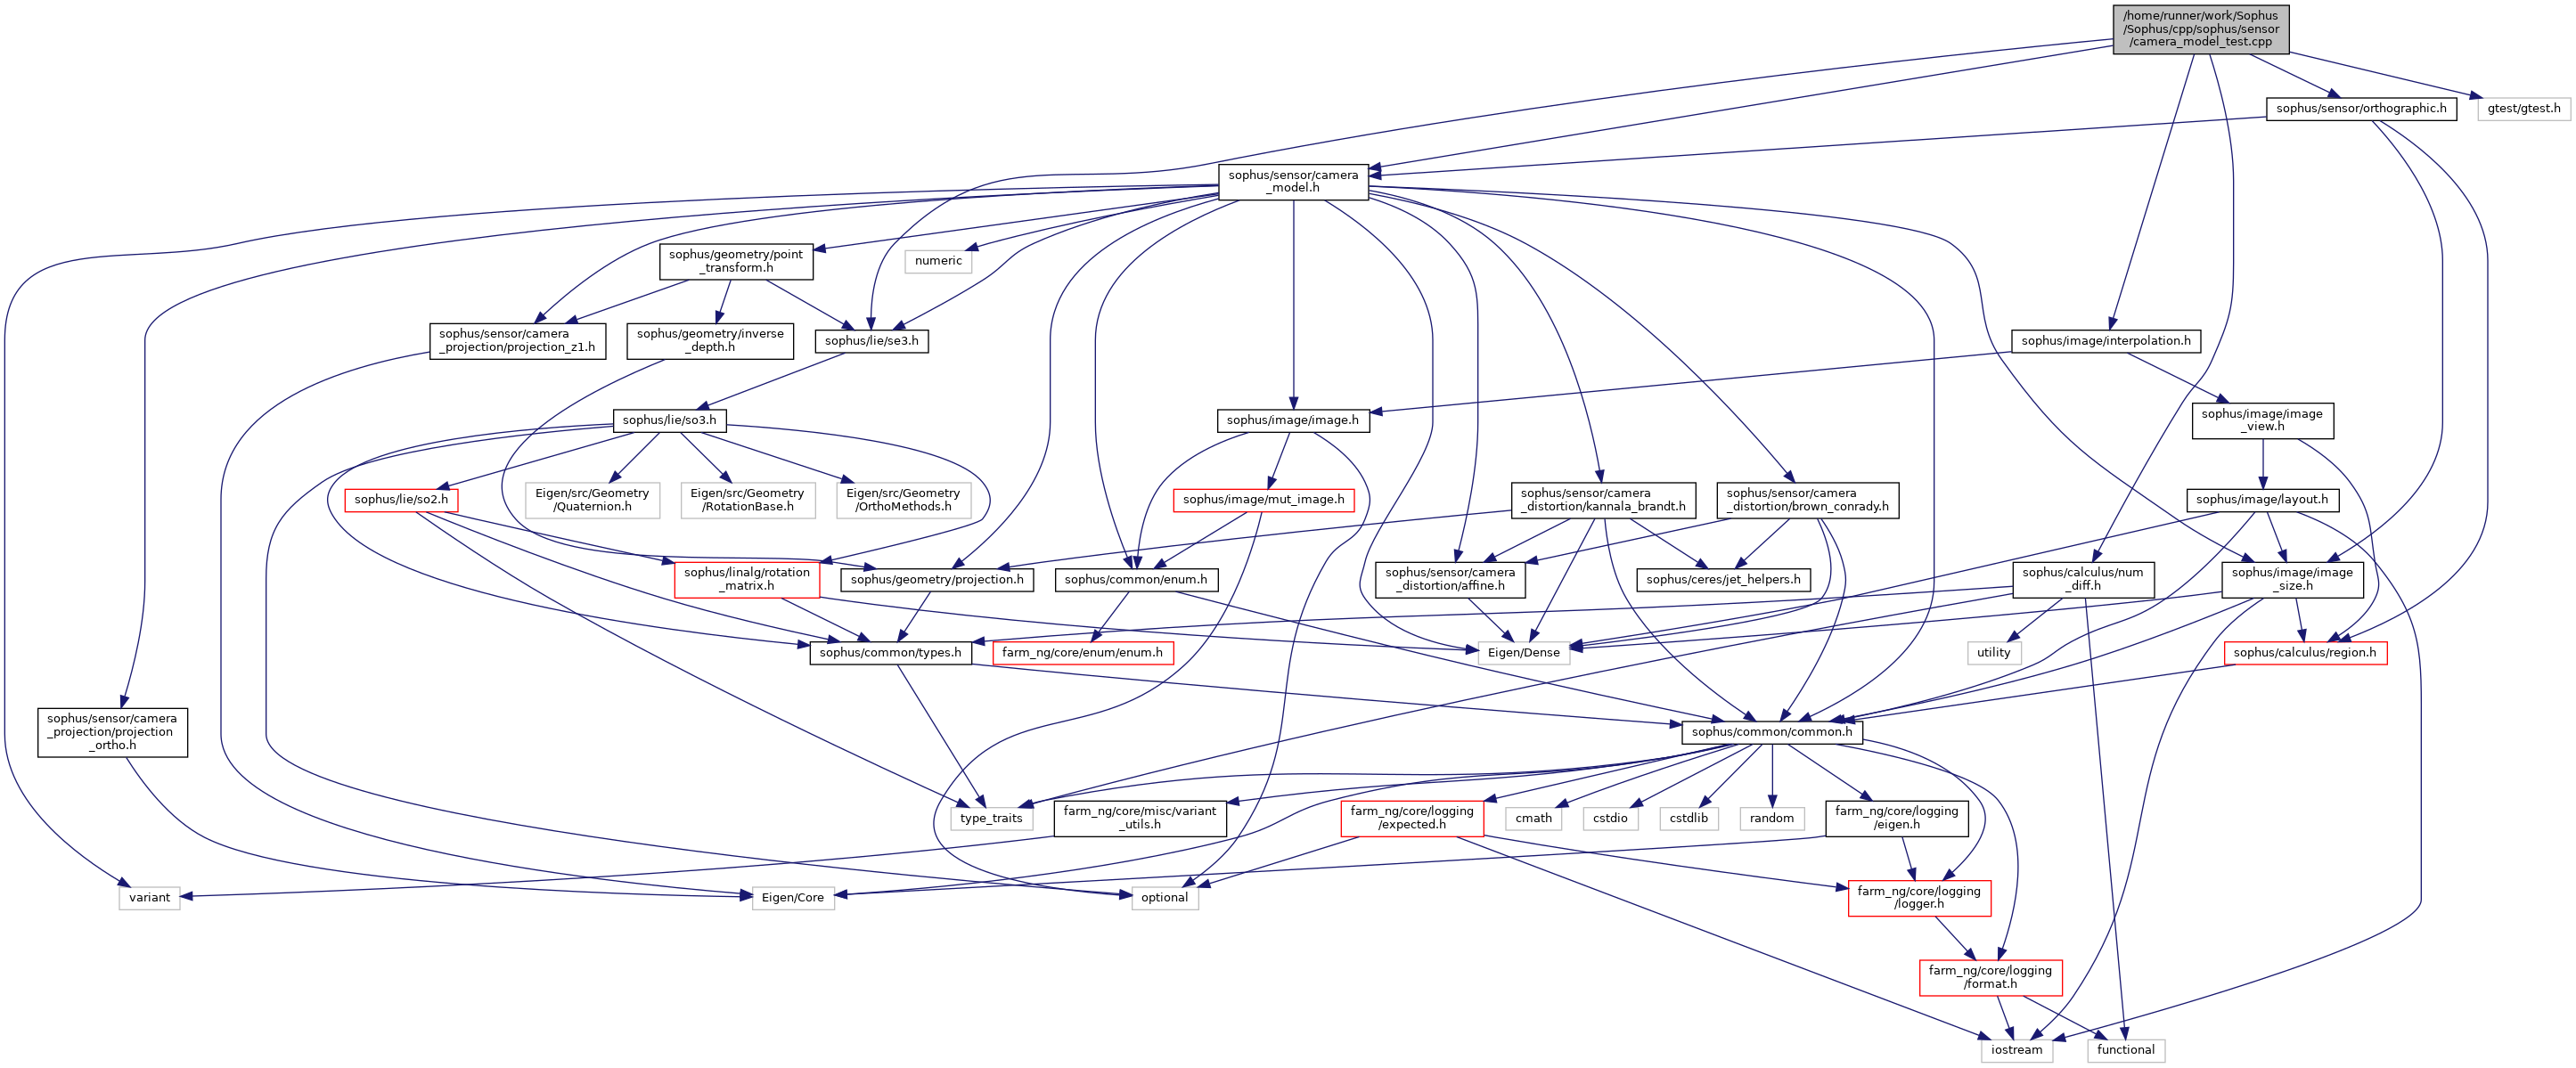 /home/runner/work/Sophus
/Sophus/cpp/sophus/sensor
/camera_model_test.cpp
sophus/sensor/orthographic.h
gtest/gtest.h
sophus/sensor/camera
_model.h
sophus/geometry/point
_transform.h
numeric
sophus/sensor/camera
_projection/projection_z1.h
sophus/geometry/inverse
_depth.h
sophus/lie/se3.h
sophus/image/interpolation.h
sophus/lie/so3.h
sophus/image/image.h
sophus/image/image
_view.h
sophus/lie/so2.h
Eigen/src/Geometry
/Quaternion.h
Eigen/src/Geometry
/RotationBase.h
Eigen/src/Geometry
/OrthoMethods.h
sophus/image/mut_image.h
sophus/sensor/camera
_distortion/kannala_brandt.h
sophus/sensor/camera
_distortion/brown_conrady.h
sophus/image/layout.h
sophus/linalg/rotation
_matrix.h
sophus/geometry/projection.h
sophus/common/enum.h
sophus/sensor/camera
_distortion/affine.h
sophus/ceres/jet_helpers.h
sophus/calculus/num
_diff.h
sophus/image/image
_size.h
sophus/common/types.h
farm_ng/core/enum/enum.h
Eigen/Dense
utility
sophus/calculus/region.h
sophus/sensor/camera
_projection/projection
_ortho.h
sophus/common/common.h
type_traits
farm_ng/core/misc/variant
_utils.h
farm_ng/core/logging
/expected.h
cmath
cstdio
cstdlib
random
farm_ng/core/logging
/eigen.h
variant
Eigen/Core
optional
farm_ng/core/logging
/logger.h
farm_ng/core/logging
/format.h
iostream
functional